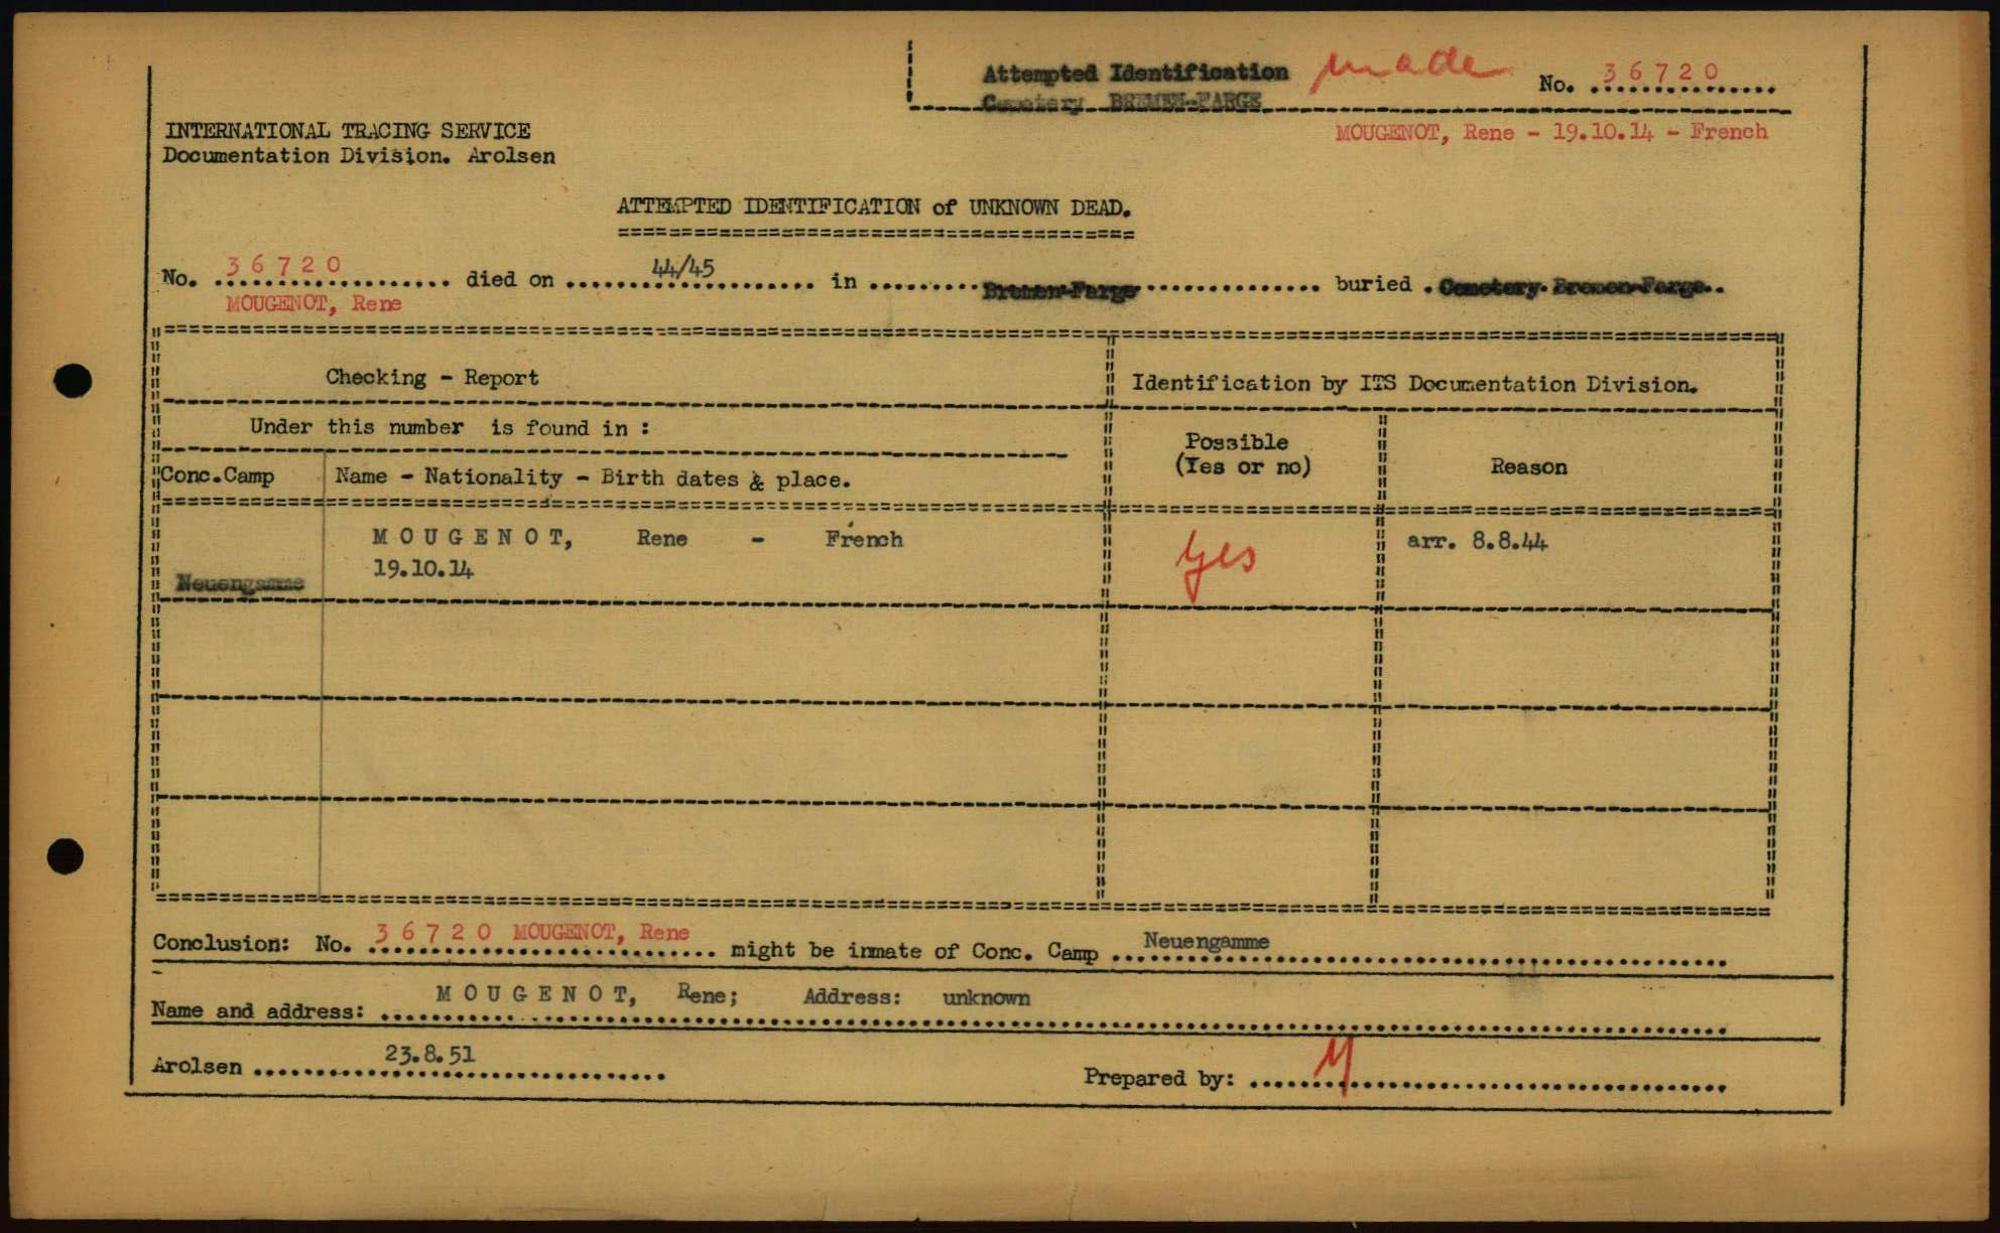 Attempted Identification made No. 36720
Cemetery BREMEN-FARGE
MOUGENOT, Rene - 19.10.14 - French
INTERNATIONAL TRACING SERVICE
Documentation Division. Arolsen
ATTEMPTED IDENTIFICATION of UNKNOWN DEAD.
No. 36720 died on 44/45 in Bremen-Farge buried Cemetery Bremen-Farge
MOUGENOT, Rene
Checking - Report
Identification by ITS Documentation Division.
Under this number is found in :
Possible
(Yes or no)
Reason
Conc.Camp Name - Nationality - Birth dates & place.
MOUGENOT, Rene - French
19.10.14
Neuengamme
yes
arr. 8.8.44
Conclusion: No. 36720 MOUGENOT, Rene might be inmate of Conc. Camp Neuengamme
Name and address: MOUGENOT, Rene; Address: unknown
Arolsen 23.8.51
Prepared by: